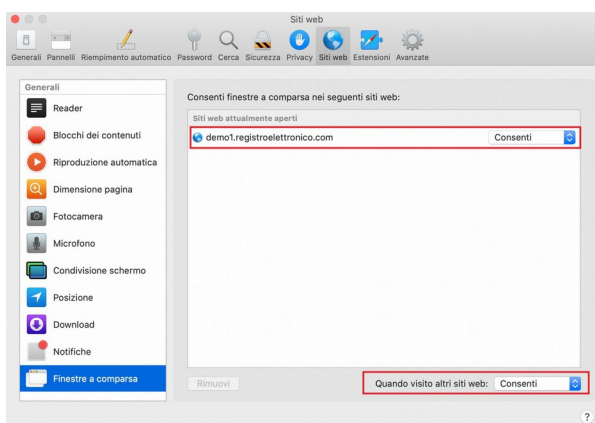 Siti web
Generali Pannelli Riempimento automatico Password Cerca Sicurezza Privacy Siti web Estensioni Avanzate
Generali
Reader
Blocchi dei contenuti
Riproduzione automatica
Dimensione pagina
Fotocamera
Microfono
Condivisione schermo
Posizione
Download
Notifiche
Finestre a comparsa
Consenti finestre a comparsa nei seguenti siti web:
Siti web attualmente aperti
demo1.registroelettronico.com Consenti
Rimuovi Quando visito altri siti web: Consenti
?